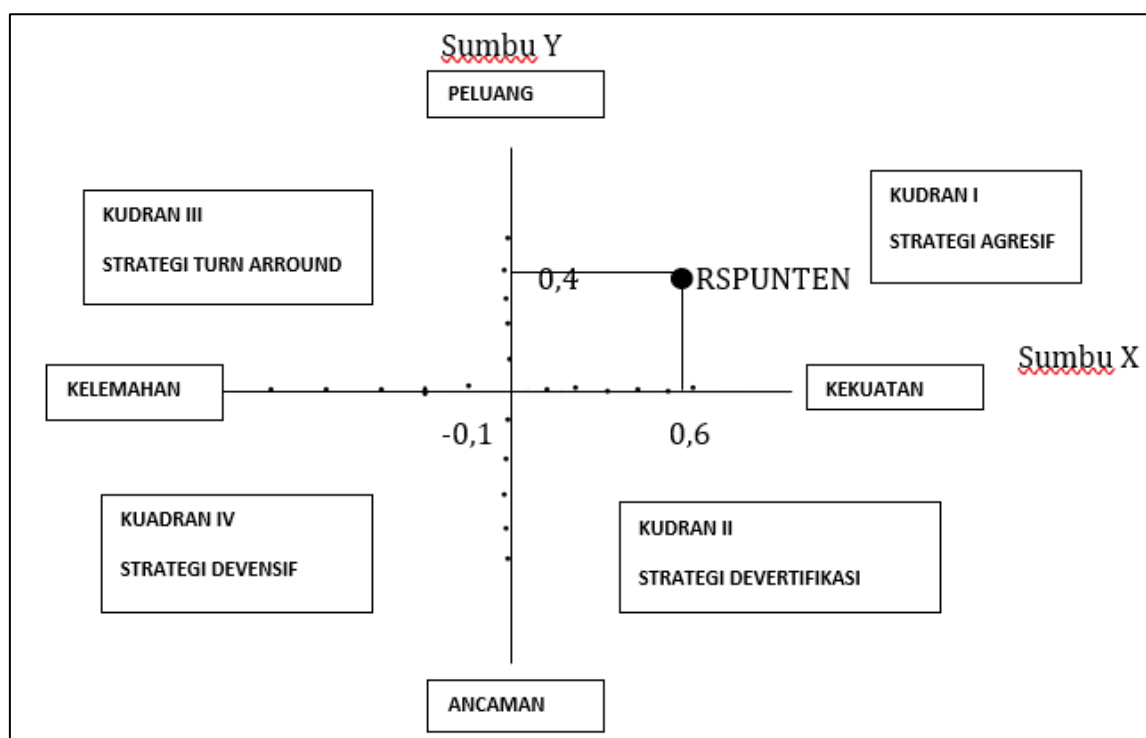 Sumbu Y
PELUANG
KUDRAN III
STRATEGI TURN ARROUND
KUDRAN I
STRATEGI AGRESIF
0,4
RSPUNTEN
Sumbu X
KELEMAHAN
KEKUATAN
-0,1
0,6
KUADRAN IV
STRATEGI DEVENSIF
KUDRAN II
STRATEGI DEVERTIFIKASI
ANCAMAN